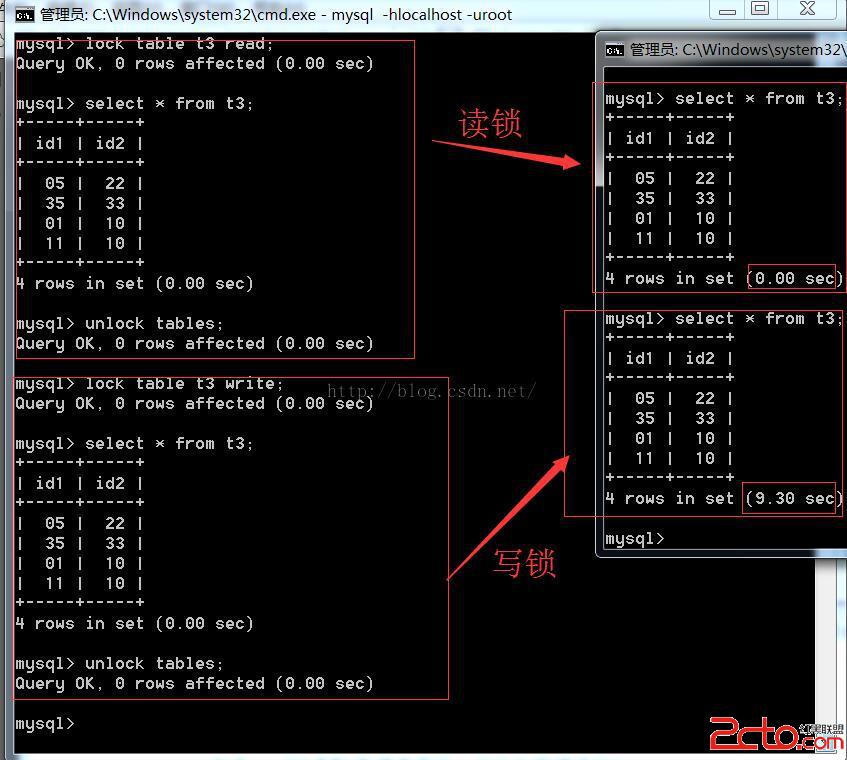 管理员: C:\Windows\system32\cmd.exe - mysql  -hlocalhost -uroot
mysql> lock table t3 read;
Query OK, 0 rows affected (0.00 sec)
mysql> select * from t3;
+-----+-----+
| id1 | id2 |
+-----+-----+
|  05 |  22 |
|  35 |  33 |
|  01 |  10 |
|  11 |  10 |
+-----+-----+
4 rows in set (0.00 sec)
mysql> unlock tables;
Query OK, 0 rows affected (0.00 sec)
mysql> lock table t3 write;
Query OK, 0 rows affected (0.00 sec)
mysql> select * from t3;
+-----+-----+
| id1 | id2 |
+-----+-----+
|  05 |  22 |
|  35 |  33 |
|  01 |  10 |
|  11 |  10 |
+-----+-----+
4 rows in set (0.00 sec)
mysql> unlock tables;
Query OK, 0 rows affected (0.00 sec)
mysql>
读锁
写锁
http://blog.csdn.net/
管理员: C:\Windows\system32\
mysql> select * from t3;
+-----+-----+
| id1 | id2 |
+-----+-----+
|  05 |  22 |
|  35 |  33 |
|  01 |  10 |
|  11 |  10 |
+-----+-----+
4 rows in set (0.00 sec)
mysql> select * from t3;
+-----+-----+
| id1 | id2 |
+-----+-----+
|  05 |  22 |
|  35 |  33 |
|  01 |  10 |
|  11 |  10 |
+-----+-----+
4 rows in set (9.30 sec)
mysql>
2cto.com
红黑联盟